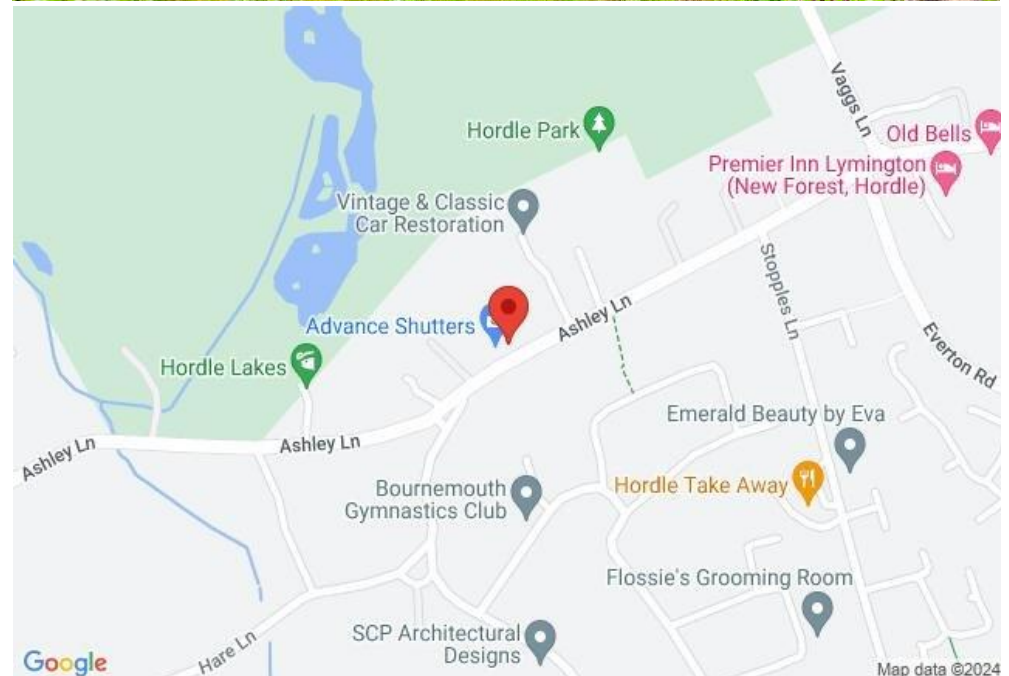 Vaggs Ln
Hordle Park
Old Bells
Premier Inn Lymington
(New Forest, Hordle)
Vintage & Classic
Car Restoration
Stopples Ln
Advance Shutters
Ashley Ln
Everton Rd
Hordle Lakes
Emerald Beauty by Eva
Ashley Ln
Ashley Ln
Hordle Take Away
Bournemouth
Gymnastics Club
Flossie's Grooming Room
SCP Architectural
Designs
Hare Ln
Google
Map data ©2024